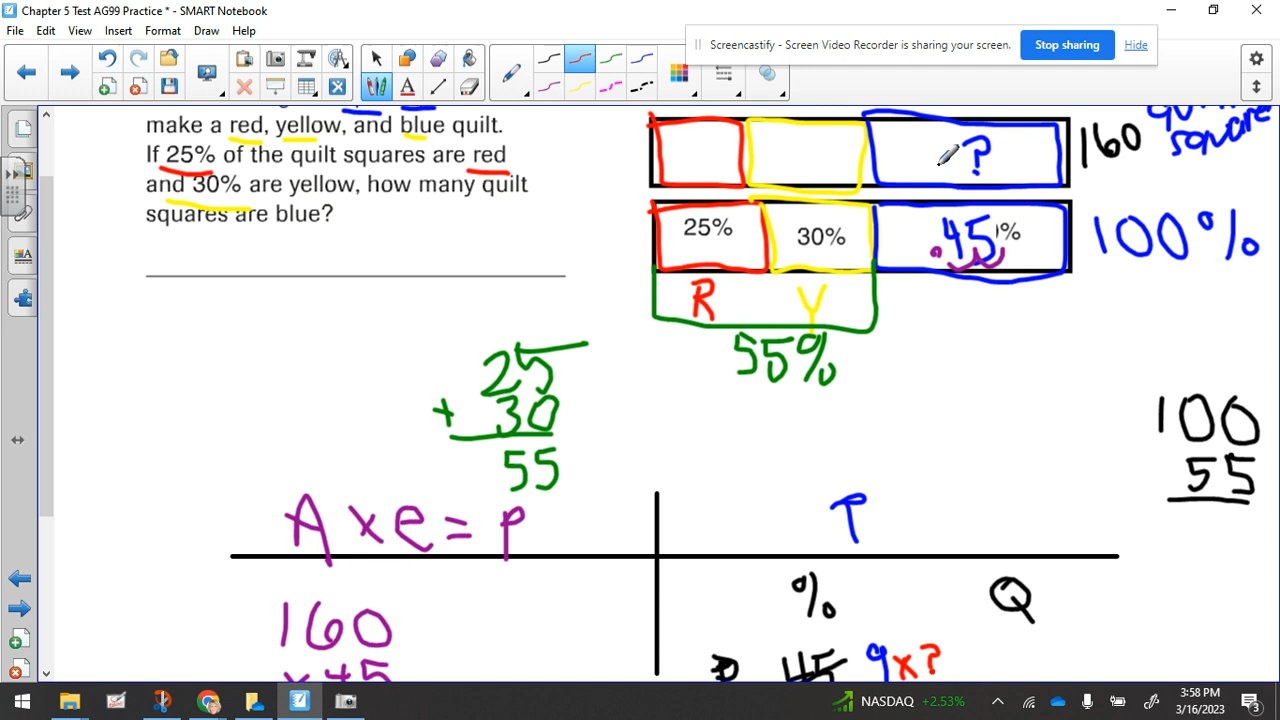 Chapter 5 Test AG99 Practice * - SMART Notebook
File Edit View Insert Format Draw Help
Screencastify - Screen Video Recorder is sharing your screen. Stop sharing Hide
make a red, yellow, and blue quilt.
If 25% of the quilt squares are red
and 30% are yellow, how many quilt
squares are blue?
? 160
square
25% 30% .45 % 100%
R Y
55%
25
+ 30
55
100
55
A x e = P
T
% Q
160
x 45
45 9 x ?
NASDAQ +2.53%
3:58 PM
3/16/2023
3